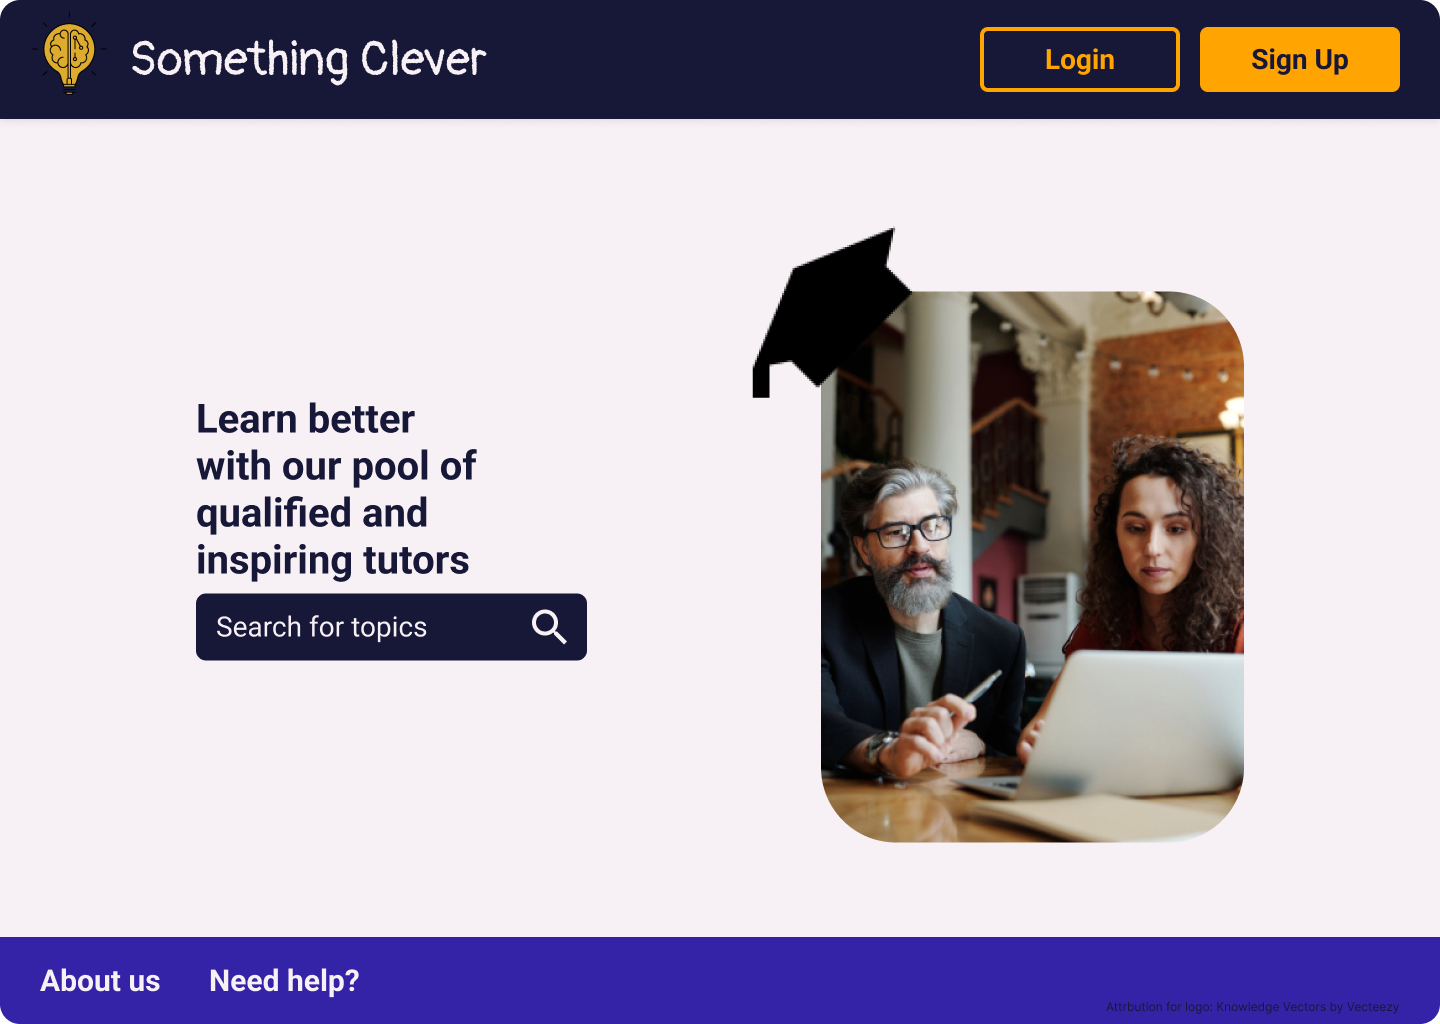 Something Clever
Login
Sign Up
Learn better
with our pool of
qualified and
inspiring tutors
Search for topics
About us
Need help?
Attrbution for logo: Knowledge Vectors by Vecteezy